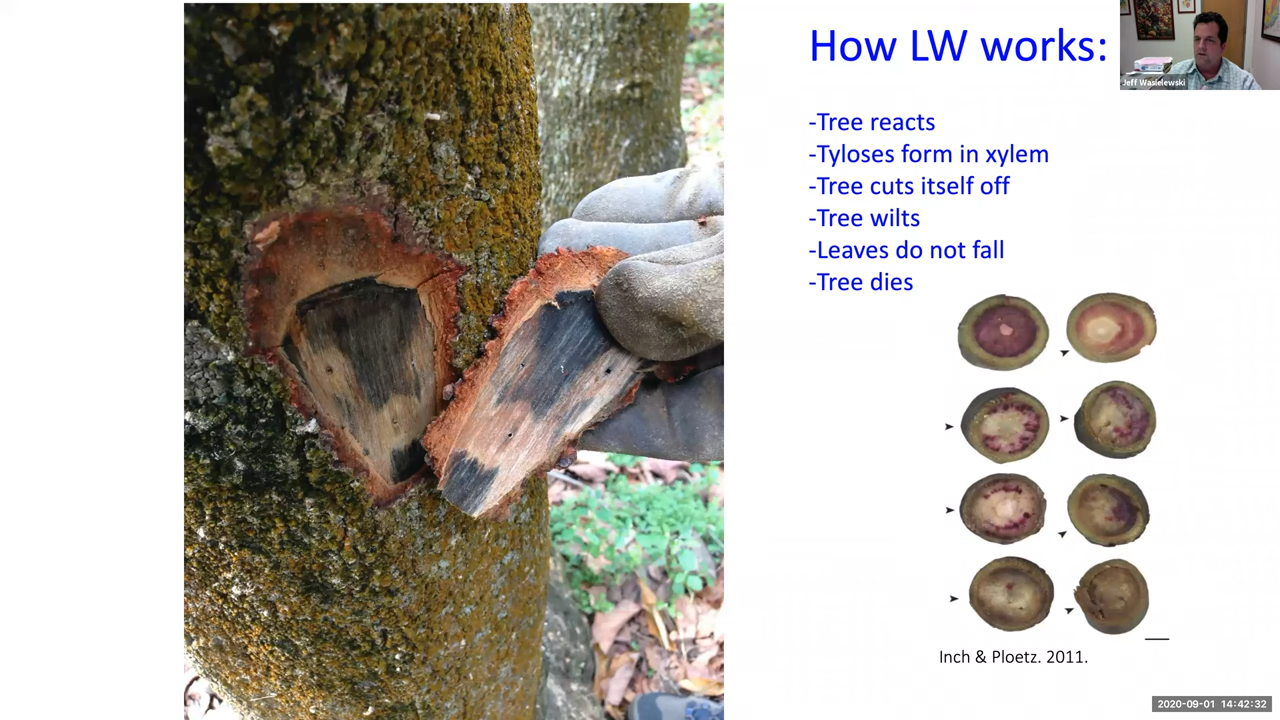 How LW works:
Jeff Wasielewski
-Tree reacts
-Tyloses form in xylem
-Tree cuts itself off
-Tree wilts
-Leaves do not fall
-Tree dies
Inch & Ploetz. 2011.
2020-09-01 14:42:32